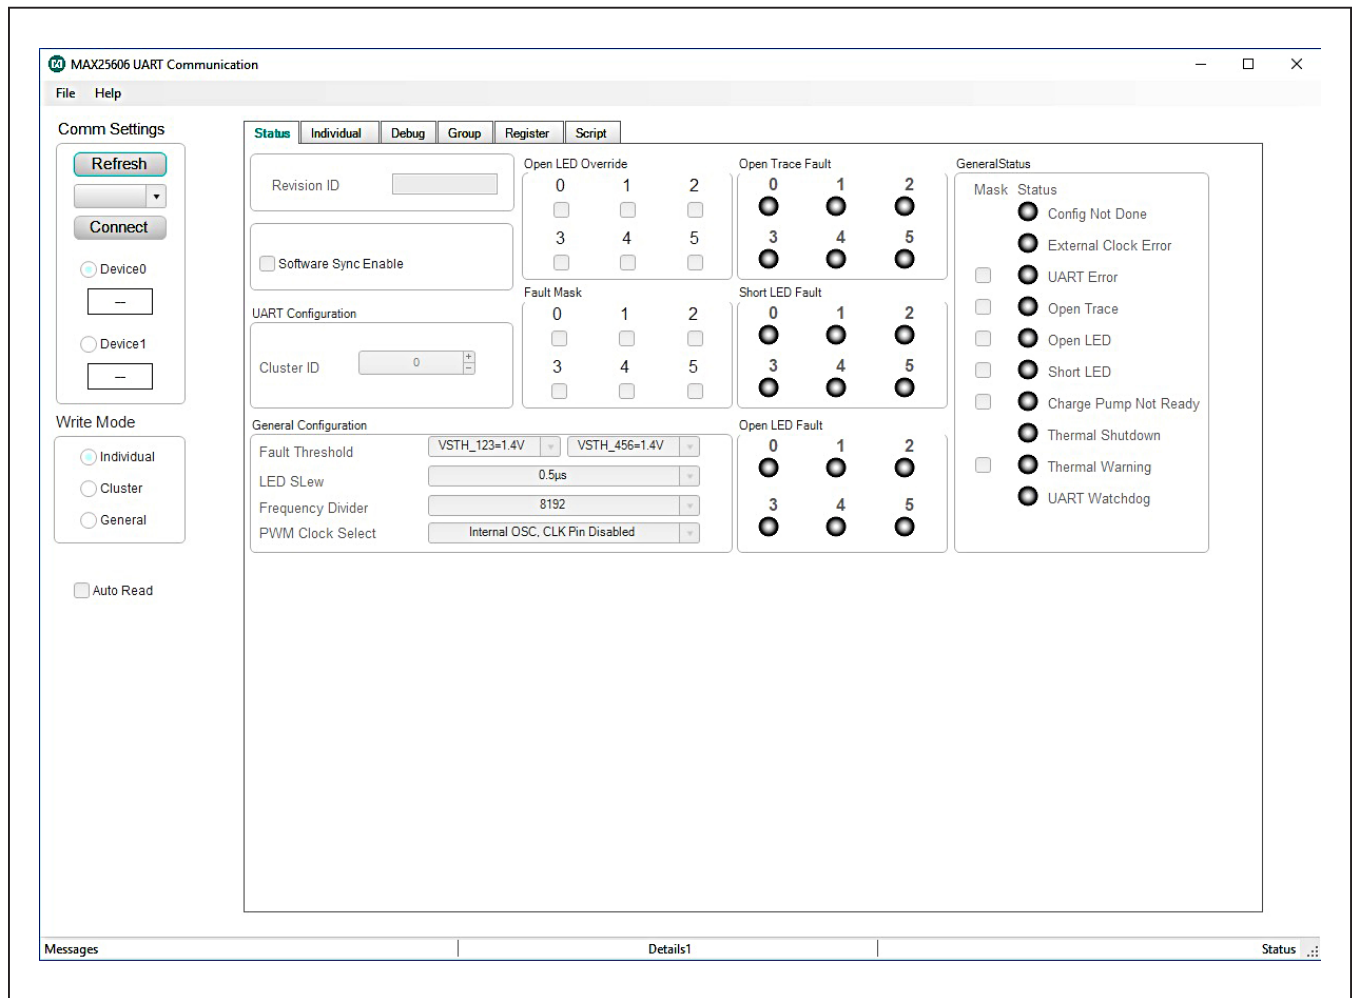 MAX25606 UART Communication
File Help
Comm Settings
Refresh
Connect
Device0
---
Device1
---
Write Mode
Individual
Cluster
General
Auto Read
Status Individual Debug Group Register Script
Revision ID
Software Sync Enable
UART Configuration
Cluster ID 0 + −
General Configuration
Fault Threshold VSTH_123=1.4V VSTH_456=1.4V
LED SLew 0.5µs
Frequency Divider 8192
PWM Clock Select Internal OSC, CLK Pin Disabled
Open LED Override
0 1 2
3 4 5
Fault Mask
0 1 2
3 4 5
Open Trace Fault
0 1 2
3 4 5
Short LED Fault
0 1 2
3 4 5
Open LED Fault
0 1 2
3 4 5
GeneralStatus
Mask Status
Config Not Done
External Clock Error
UART Error
Open Trace
Open LED
Short LED
Charge Pump Not Ready
Thermal Shutdown
Thermal Warning
UART Watchdog
Messages Details1 Status